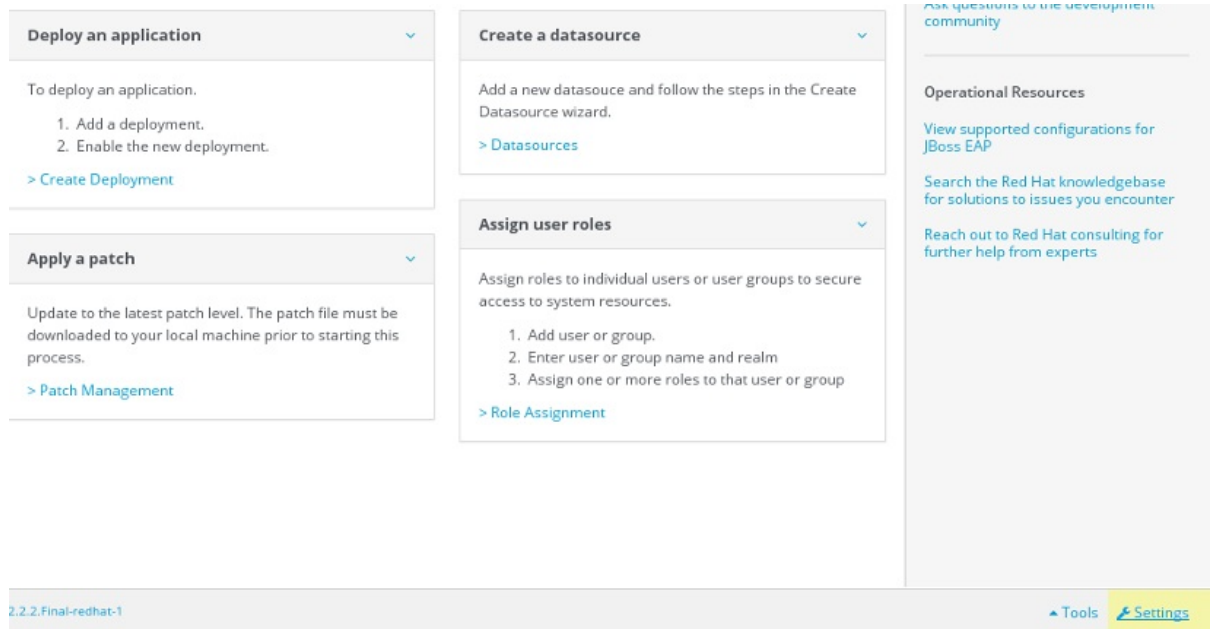 Deploy an application
To deploy an application.
1. Add a deployment.
2. Enable the new deployment.
> Create Deployment
Apply a patch
Update to the latest patch level. The patch file must be
downloaded to your local machine prior to starting this
process.
> Patch Management
Create a datasource
Add a new datasouce and follow the steps in the Create
Datasource wizard.
> Datasources
Assign user roles
Assign roles to individual users or user groups to secure
access to system resources.
1. Add user or group.
2. Enter user or group name and realm
3. Assign one or more roles to that user or group
> Role Assignment
Ask questions to the development
community
Operational Resources
View supported configurations for
JBoss EAP
Search the Red Hat knowledgebase
for solutions to issues you encounter
Reach out to Red Hat consulting for
further help from experts
2.2.2.Final-redhat-1
Tools
Settings